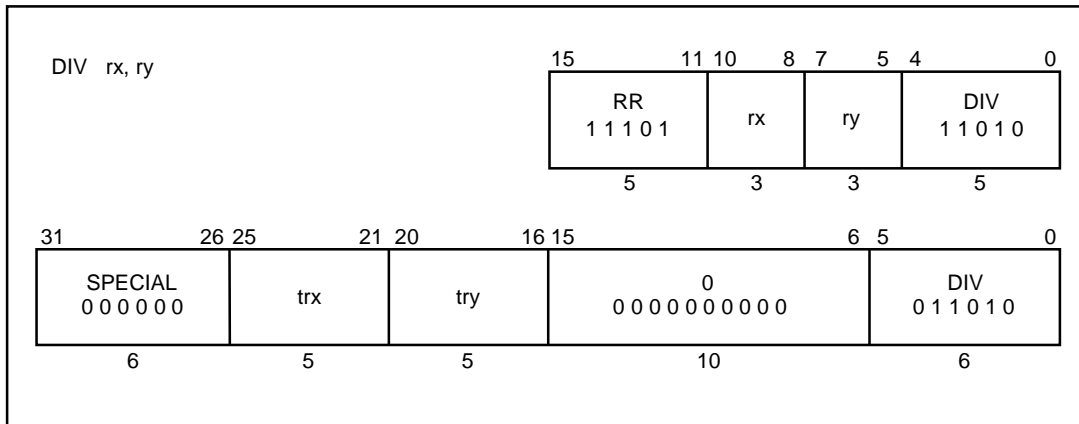 DIV rx, ry
15 11 10 8 7 5 4 0
RR rx ry DIV
1 1 1 0 1 1 1 0 1 0
5 3 3 5
31 26 25 21 20 16 15 6 5 0
SPECIAL trx try 0 DIV
0 0 0 0 0 0 0 0 0 0 0 0 0 0 0 0 0 1 1 0 1 0
6 5 5 10 6